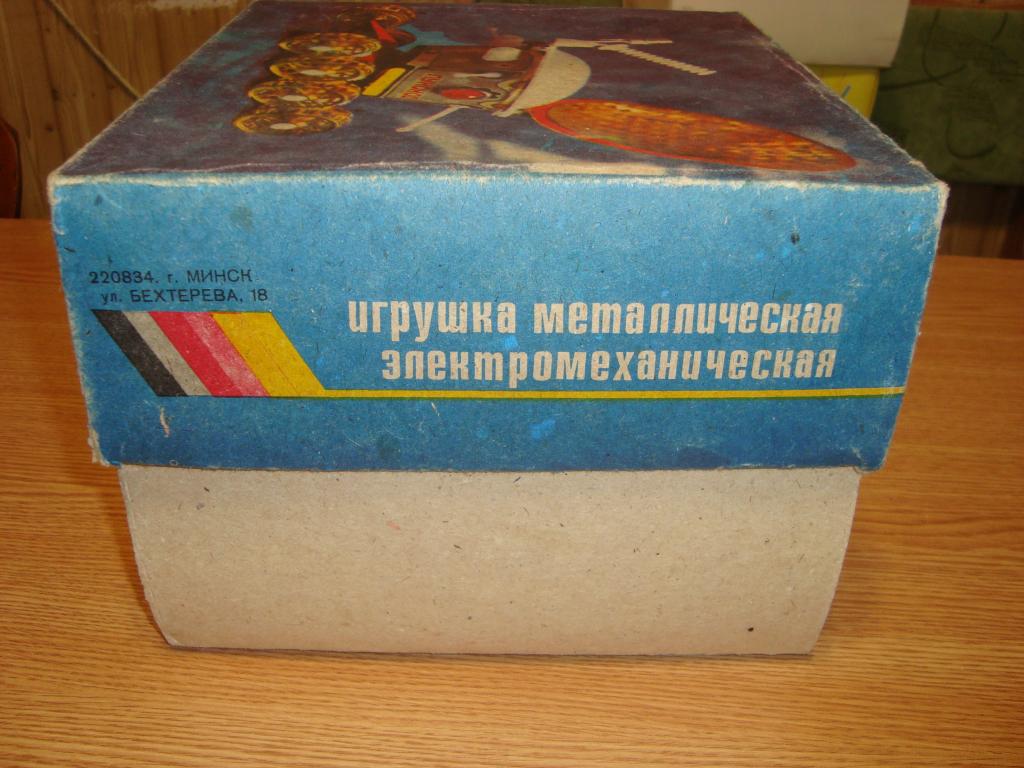 220834. г. МИНСК
ул. БЕХТЕРЕВА, 18
игрушка металлическая
электромеханическая